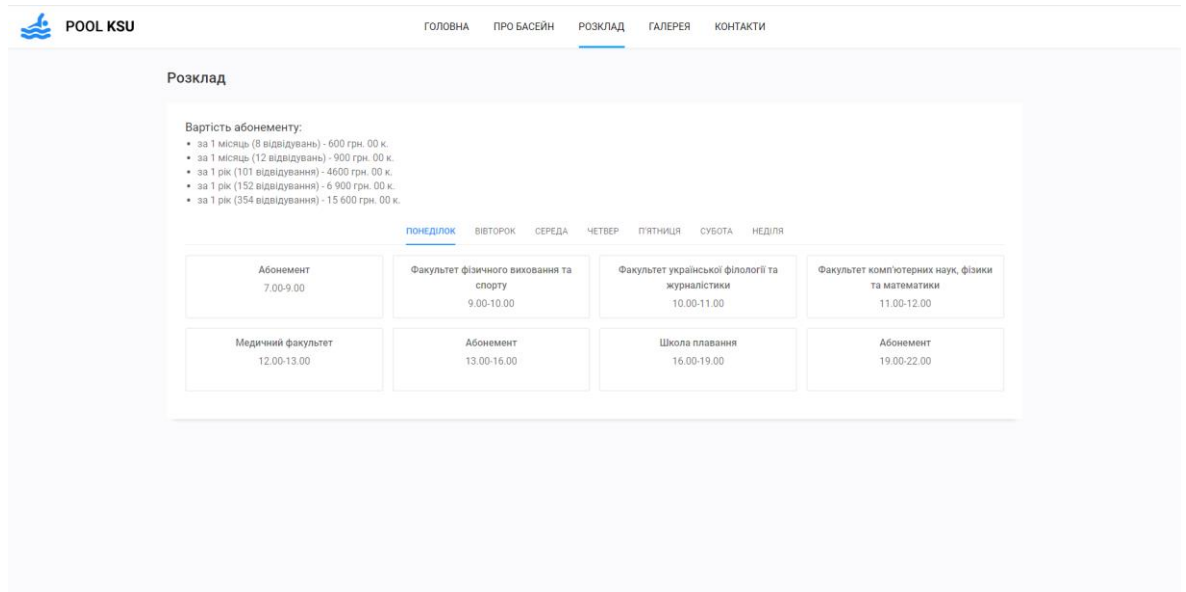 POOL KSU
ГОЛОВНА
ПРО БАСЕЙН
РОЗКЛАД
ГАЛЕРЕЯ
КОНТАКТИ
Розклад
Вартість абонементу:
• за 1 місяць (8 відвідувань) - 600 грн. 00 к.
• за 1 місяць (12 відвідувань) - 900 грн. 00 к.
• за 1 рік (101 відвідування) - 4600 грн. 00 к.
• за 1 рік (152 відвідування) - 6 900 грн. 00 к.
• за 1 рік (354 відвідування) - 15 600 грн. 00 к.
ПОНЕДІЛОК
ВІВТОРОК
СЕРЕДА
ЧЕТВЕР
П'ЯТНИЦЯ
СУБОТА
НЕДІЛЯ
Абонемент
7.00-9.00
Факультет фізичного виховання та
спорту
9.00-10.00
Факультет української філології та
журналістики
10.00-11.00
Факультет комп'ютерних наук, фізики
та математики
11.00-12.00
Медичний факультет
12.00-13.00
Абонемент
13.00-16.00
Школа плавання
16.00-19.00
Абонемент
19.00-22.00